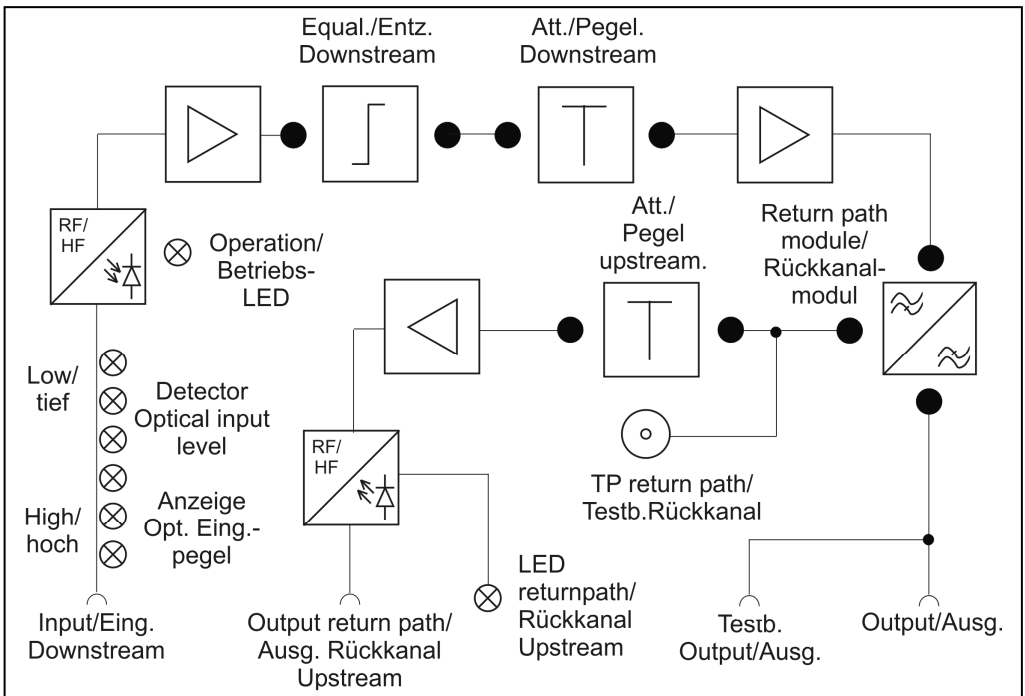 Equal./Entz.
Downstream
Att./Pegel.
Downstream
RF/
HF
Operation/
Betriebs-
LED
Att./
Pegel
upstream.
Return path
module/
Rückkanal-
modul
Low/
tief
Detector
Optical input
level
High/
hoch
Anzeige
Opt. Eing.-
pegel
RF/
HF
TP return path/
Testb.Rückkanal
LED
returnpath/
Rückkanal
Upstream
Input/Eing.
Downstream
Output return path/
Ausg. Rückkanal
Upstream
Testb.
Output/Ausg.
Output/Ausg.